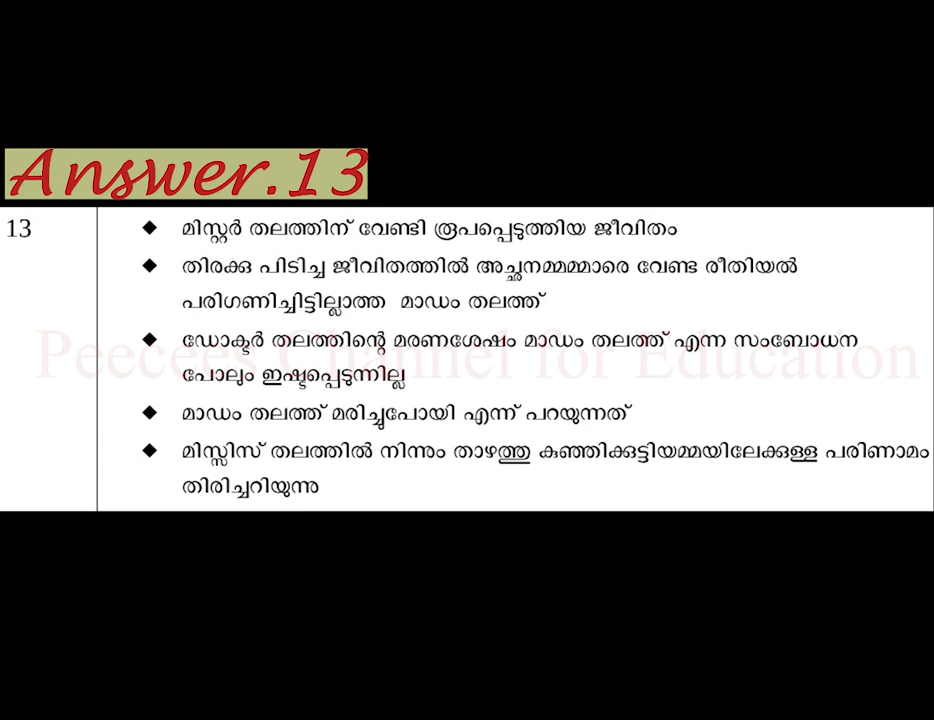 Answer.13
13
◆ മിസ്റ്റർ തലത്തിന് വേണ്ടി രൂപപ്പെടുത്തിയ ജീവിതം
◆ തിരക്കു പിടിച്ച ജീവിതത്തിൽ അച്ഛനമ്മമ്മാരെ വേണ്ട രീതിയൽ
പരിഗണിച്ചിട്ടില്ലാത്ത മാഡം തലത്ത്
◆ ഡോക്ടർ തലത്തിന്റെ മരണശേഷം മാഡം തലത്ത് എന്ന സംബോധന
പോലും ഇഷ്ടപ്പെടുന്നില്ല
◆ മാഡം തലത്ത് മരിച്ചുപോയി എന്ന് പറയുന്നത്
◆ മിസ്സിസ് തലത്തിൽ നിന്നും താഴത്തു കുഞ്ഞിക്കുട്ടിയമ്മയിലേക്കുള്ള പരിണാമം
തിരിച്ചറിയുന്നു
Peecees Channel for Education